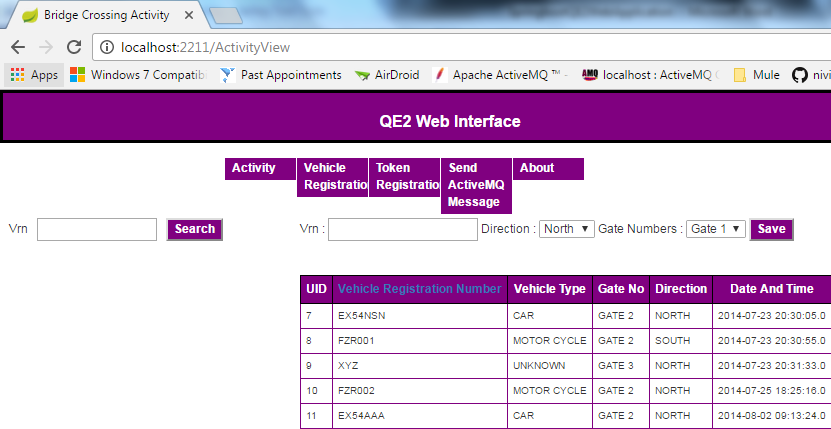 Bridge Crossing Activity
localhost:2211/ActivityView
Apps Windows 7 Compatib Past Appointments AirDroid Apache ActiveMQ ™ - AMQ localhost : ActiveMQ Mule nivi
QE2 Web Interface
Activity Vehicle Token Send About
Registration Registration ActiveMQ
Message
Vrn Search Vrn : Direction : North Gate Numbers : Gate 1 Save
UID Vehicle Registration Number Vehicle Type Gate No Direction Date And Time
7 EX54NSN CAR GATE 2 NORTH 2014-07-23 20:30:05.0
8 FZR001 MOTOR CYCLE GATE 2 SOUTH 2014-07-23 20:30:55.0
9 XYZ UNKNOWN GATE 3 NORTH 2014-07-23 20:31:33.0
10 FZR002 MOTOR CYCLE GATE 2 NORTH 2014-07-25 18:25:16.0
11 EX54AAA CAR GATE 2 NORTH 2014-08-02 09:13:24.0